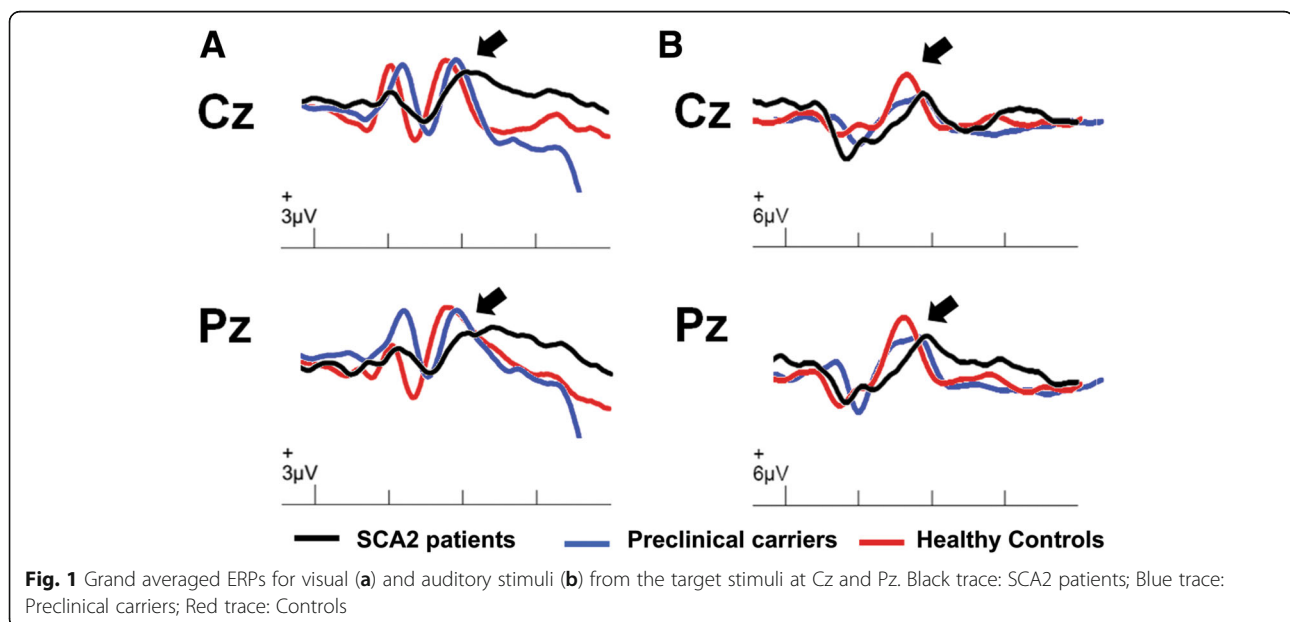 A
B
Cz
Cz
+
3µV
+
6µV
Pz
Pz
+
3µV
+
6µV
SCA2 patients Preclinical carriers Healthy Controls
Fig. 1 Grand averaged ERPs for visual (a) and auditory stimuli (b) from the target stimuli at Cz and Pz. Black trace: SCA2 patients; Blue trace:
Preclinical carriers; Red trace: Controls